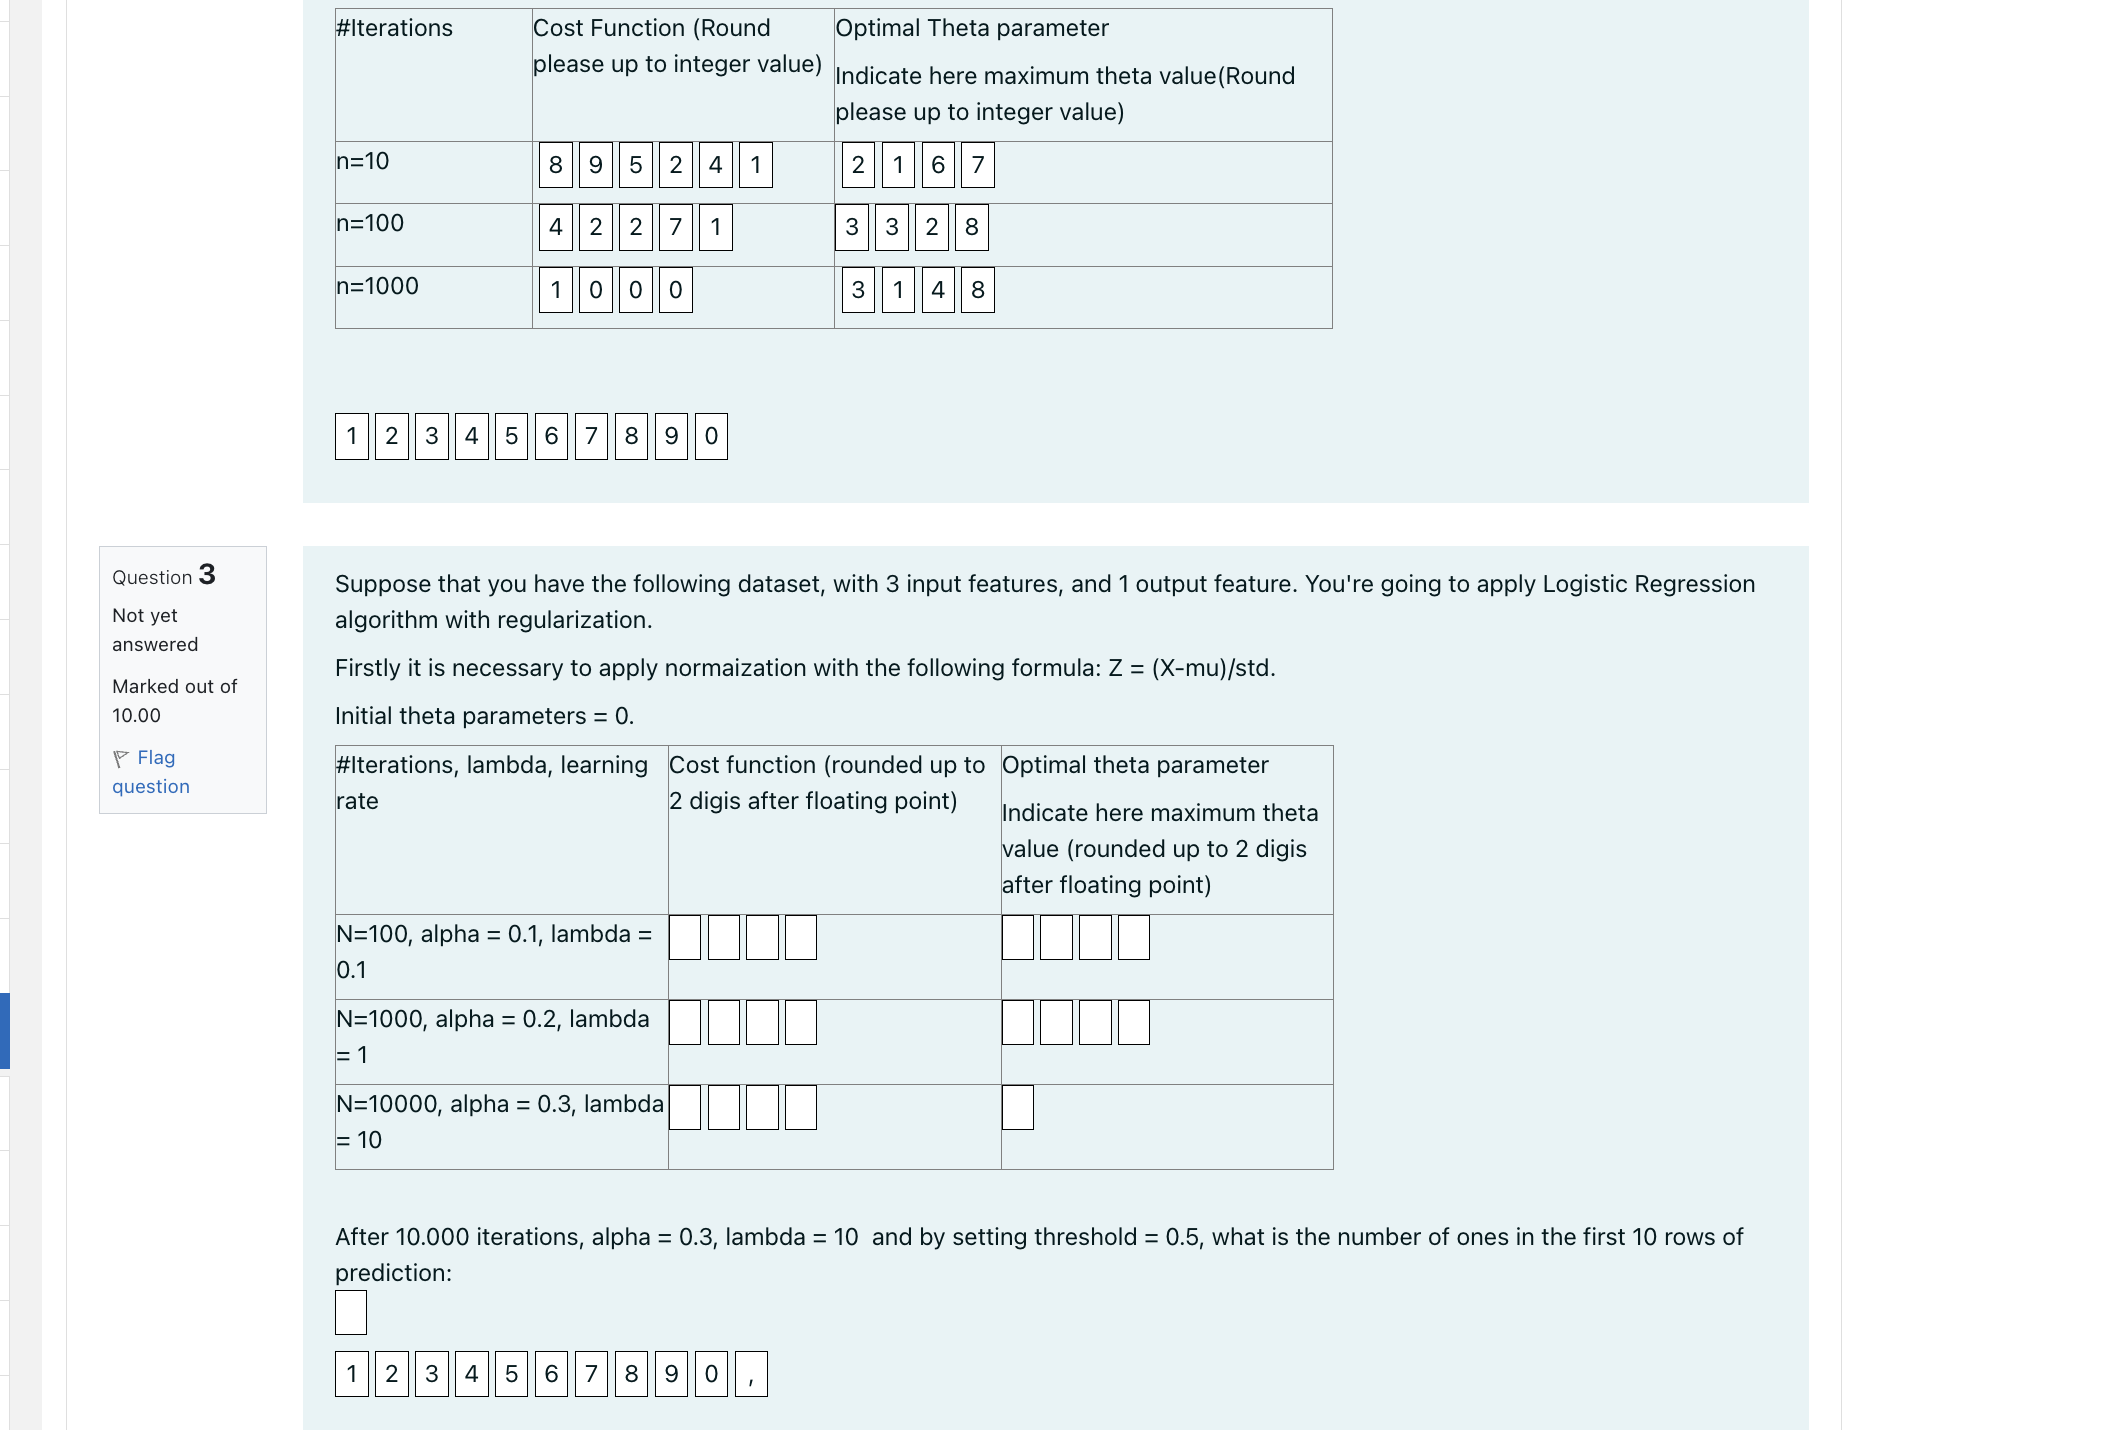 #Iterations
Cost Function (Round
please up to integer value)
Optimal Theta parameter
Indicate here maximum theta value(Round
please up to integer value)
n=10
8 9 5 2 4 1
2 1 6 7
n=100
4 2 2 7 1
3 3 2 8
n=1000
1 0 0 0
3 1 4 8
1 2 3 4 5 6 7 8 9 0
Question 3
Not yet
answered
Marked out of
10.00
Flag
question
Suppose that you have the following dataset, with 3 input features, and 1 output feature. You're going to apply Logistic Regression
algorithm with regularization.
Firstly it is necessary to apply normaization with the following formula: Z = (X-mu)/std.
Initial theta parameters = 0.
#Iterations, lambda, learning
rate
Cost function (rounded up to
2 digis after floating point)
Optimal theta parameter
Indicate here maximum theta
value (rounded up to 2 digis
after floating point)
N=100, alpha = 0.1, lambda =
0.1
N=1000, alpha = 0.2, lambda
= 1
N=10000, alpha = 0.3, lambda
= 10
After 10.000 iterations, alpha = 0.3, lambda = 10 and by setting threshold = 0.5, what is the number of ones in the first 10 rows of
prediction:
1 2 3 4 5 6 7 8 9 0 ,